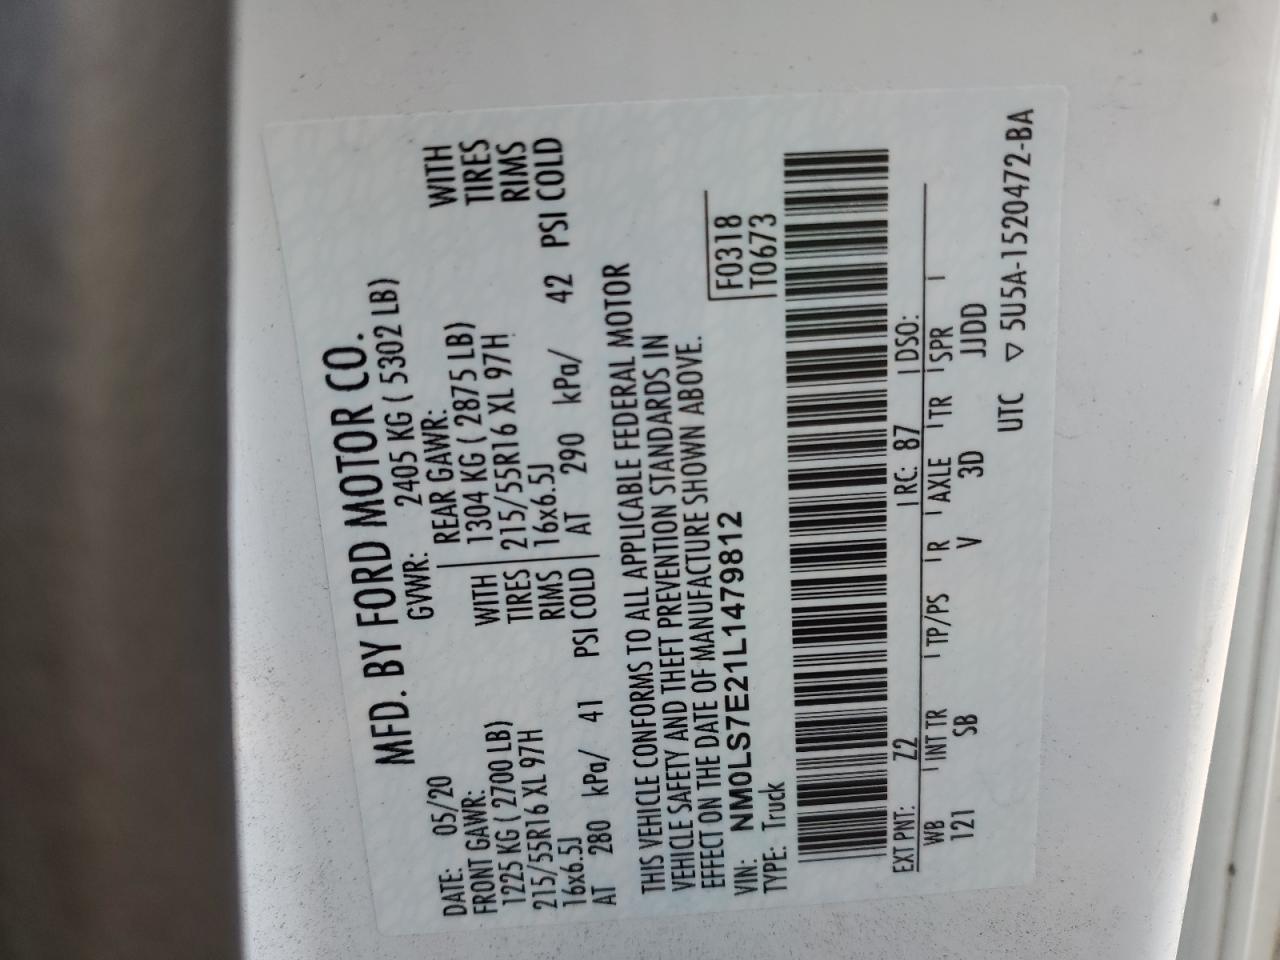 MFD. BY FORD MOTOR CO.
DATE: 05/20 GVWR: 2405 KG ( 5302 LB)
FRONT GAWR: REAR GAWR:
1225 KG ( 2700 LB) WITH 1304 KG ( 2875 LB) WITH
215/55R16 XL 97H TIRES 215/55R16 XL 97H TIRES
16x6.5J RIMS 16x6.5J RIMS
AT 280 kPa/ 41 PSI COLD AT 290 kPa/ 42 PSI COLD
THIS VEHICLE CONFORMS TO ALL APPLICABLE FEDERAL MOTOR
VEHICLE SAFETY AND THEFT PREVENTION STANDARDS IN
EFFECT ON THE DATE OF MANUFACTURE SHOWN ABOVE.
VIN: NM0LS7E21L1479812 F0318
TYPE: Truck T0673
EXT PNT: Z2 RC: 87 DSO:
WB INT TR TP/PS R AXLE TR SPR
121 SB V 3D JJDD
UTC ▽ 5U5A-1520472-BA